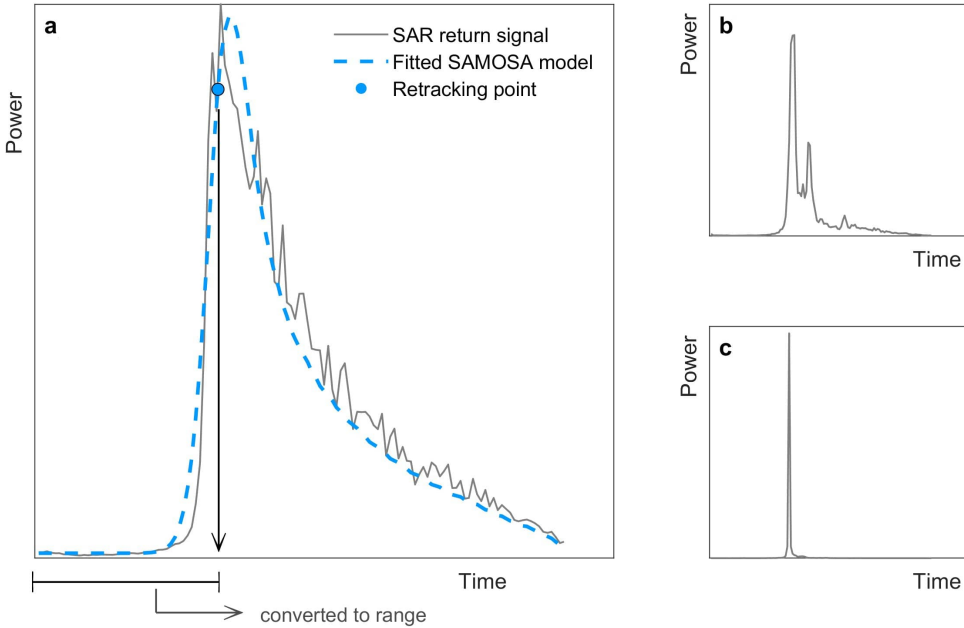 a
SAR return signal
Fitted SAMOSA model
Retracking point
Power
Time
converted to range
b
Power
Time
c
Power
Time